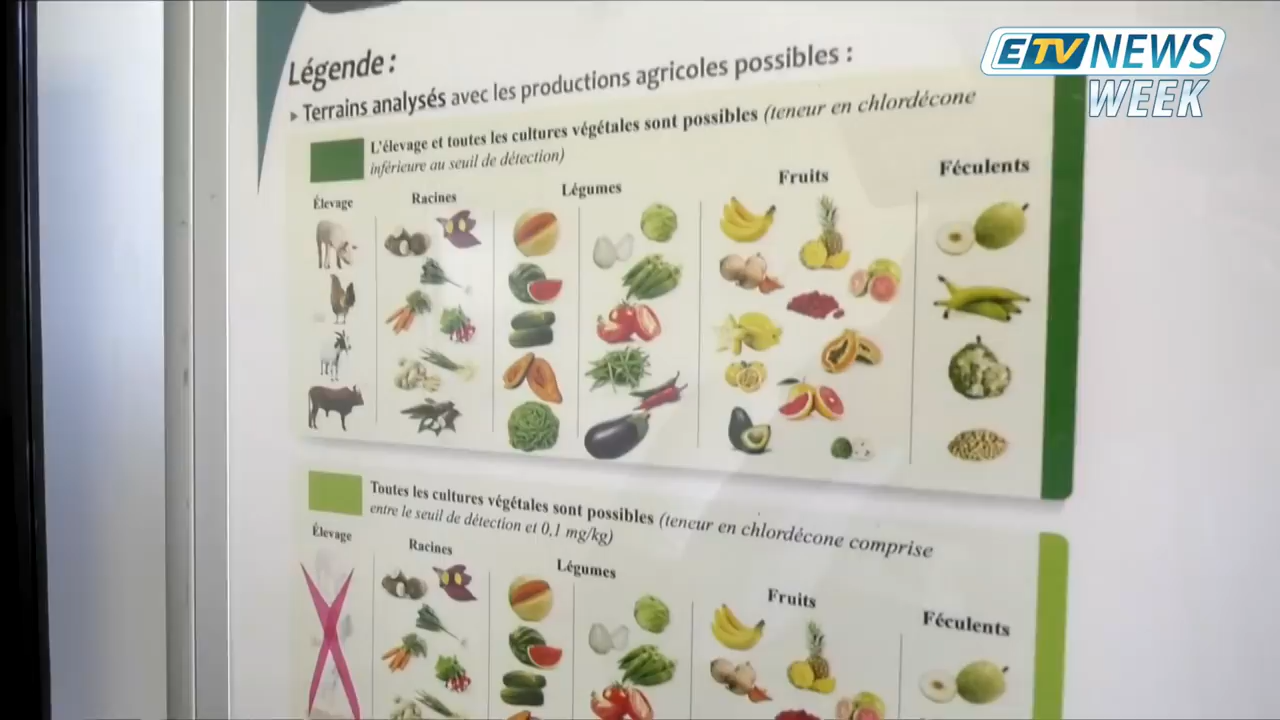 ETV NEWS
WEEK
Légende :
▸ Terrains analysés avec les productions agricoles possibles :
L'élevage et toutes les cultures végétales sont possibles (teneur en chlordécone
inférieure au seuil de détection)
Élevage
Racines
Légumes
Fruits
Féculents
Toutes les cultures végétales sont possibles (teneur en chlordécone comprise
entre le seuil de détection et 0,1 mg/kg)
Élevage
Racines
Légumes
Fruits
Féculents